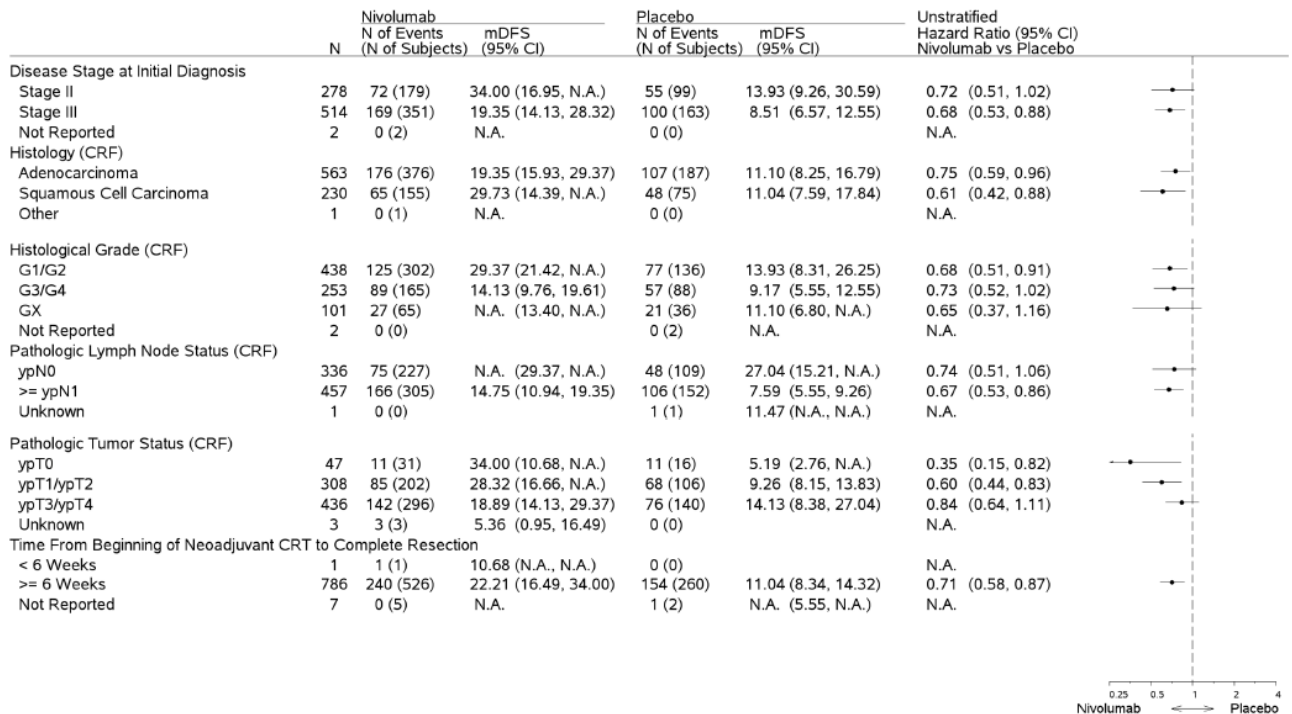 Nivolumab Placebo Unstratified
N of Events mDFS N of Events mDFS Hazard Ratio (95% CI)
N (N of Subjects) (95% CI) (N of Subjects) (95% CI) Nivolumab vs Placebo
Disease Stage at Initial Diagnosis
Stage II 278 72 (179) 34.00 (16.95, N.A.) 55 (99) 13.93 (9.26, 30.59) 0.72 (0.51, 1.02)
Stage III 514 169 (351) 19.35 (14.13, 28.32) 100 (163) 8.51 (6.57, 12.55) 0.68 (0.53, 0.88)
Not Reported 2 0 (2) N.A. 0 (0) N.A.
Histology (CRF)
Adenocarcinoma 563 176 (376) 19.35 (15.93, 29.37) 107 (187) 11.10 (8.25, 16.79) 0.75 (0.59, 0.96)
Squamous Cell Carcinoma 230 65 (155) 29.73 (14.39, N.A.) 48 (75) 11.04 (7.59, 17.84) 0.61 (0.42, 0.88)
Other 1 0 (1) N.A. 0 (0) N.A.
Histological Grade (CRF)
G1/G2 438 125 (302) 29.37 (21.42, N.A.) 77 (136) 13.93 (8.31, 26.25) 0.68 (0.51, 0.91)
G3/G4 253 89 (165) 14.13 (9.76, 19.61) 57 (88) 9.17 (5.55, 12.55) 0.73 (0.52, 1.02)
GX 101 27 (65) N.A. (13.40, N.A.) 21 (36) 11.10 (6.80, N.A.) 0.65 (0.37, 1.16)
Not Reported 2 0 (0) 0 (2) N.A. N.A.
Pathologic Lymph Node Status (CRF)
ypN0 336 75 (227) N.A. (29.37, N.A.) 48 (109) 27.04 (15.21, N.A.) 0.74 (0.51, 1.06)
>= ypN1 457 166 (305) 14.75 (10.94, 19.35) 106 (152) 7.59 (5.55, 9.26) 0.67 (0.53, 0.86)
Unknown 1 0 (0) 1 (1) 11.47 (N.A., N.A.) N.A.
Pathologic Tumor Status (CRF)
ypT0 47 11 (31) 34.00 (10.68, N.A.) 11 (16) 5.19 (2.76, N.A.) 0.35 (0.15, 0.82)
ypT1/ypT2 308 85 (202) 28.32 (16.66, N.A.) 68 (106) 9.26 (8.15, 13.83) 0.60 (0.44, 0.83)
ypT3/ypT4 436 142 (296) 18.89 (14.13, 29.37) 76 (140) 14.13 (8.38, 27.04) 0.84 (0.64, 1.11)
Unknown 3 3 (3) 5.36 (0.95, 16.49) 0 (0) N.A.
Time From Beginning of Neoadjuvant CRT to Complete Resection
< 6 Weeks 1 1 (1) 10.68 (N.A., N.A.) 0 (0) N.A.
>= 6 Weeks 786 240 (526) 22.21 (16.49, 34.00) 154 (260) 11.04 (8.34, 14.32) 0.71 (0.58, 0.87)
Not Reported 7 0 (5) N.A. 1 (2) N.A. (5.55, N.A.) N.A.
0.25 0.5 1 2 4
Nivolumab Placebo